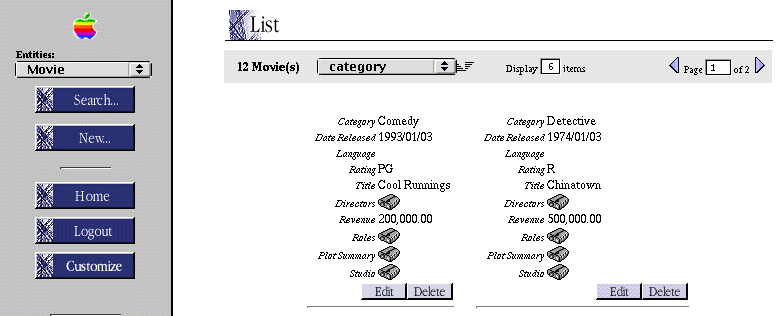 Entities:
Movie
Search...
New...
Home
Logout
Customize
List
12 Movie(s) category Display 6 items Page 1 of 2
Category Comedy
Date Released 1993/01/03
Language
Rating PG
Title Cool Runnings
Directors
Revenue 200,000.00
Roles
Plot Summary
Studio
Edit Delete
Category Detective
Date Released 1974/01/03
Language
Rating R
Title Chinatown
Directors
Revenue 500,000.00
Roles
Plot Summary
Studio
Edit Delete